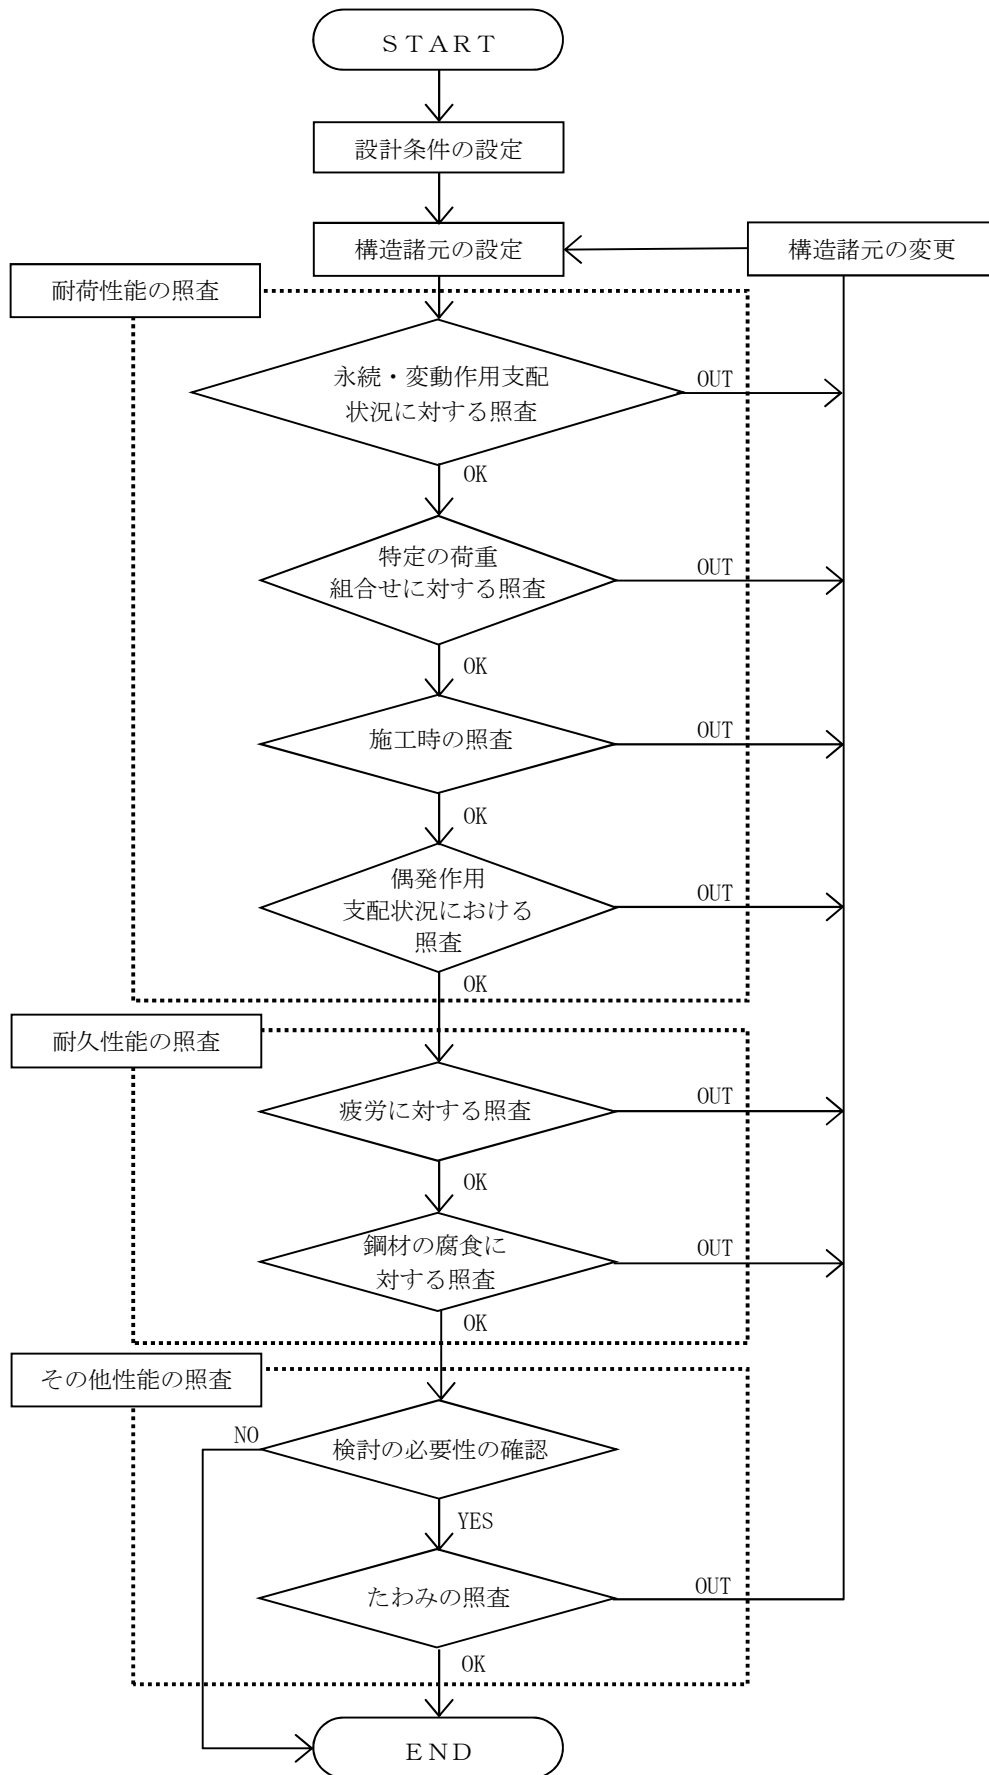 ＳＴＡＲＴ
設計条件の設定
構造諸元の設定
構造諸元の変更
耐荷性能の照査
永続・変動作用支配
状況に対する照査
OUT
OK
特定の荷重
組合せに対する照査
OUT
OK
施工時の照査
OUT
OK
偶発作用
支配状況における
照査
OUT
OK
耐久性能の照査
疲労に対する照査
OUT
OK
鋼材の腐食に
対する照査
OUT
OK
その他性能の照査
NO
検討の必要性の確認
YES
たわみの照査
OUT
OK
ＥＮＤ